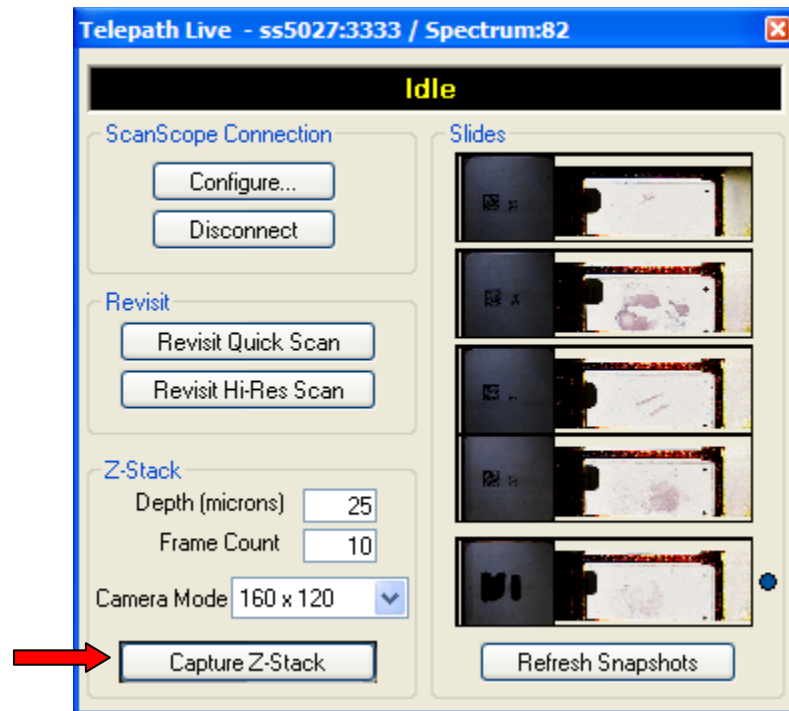 Telepath Live - ss5027:3333 / Spectrum:82
Idle
ScanScope Connection
Configure...
Disconnect
Revisit
Revisit Quick Scan
Revisit Hi-Res Scan
Z-Stack
Depth (microns) 25
Frame Count 10
Camera Mode 160 x 120
Capture Z-Stack
Slides
Refresh Snapshots